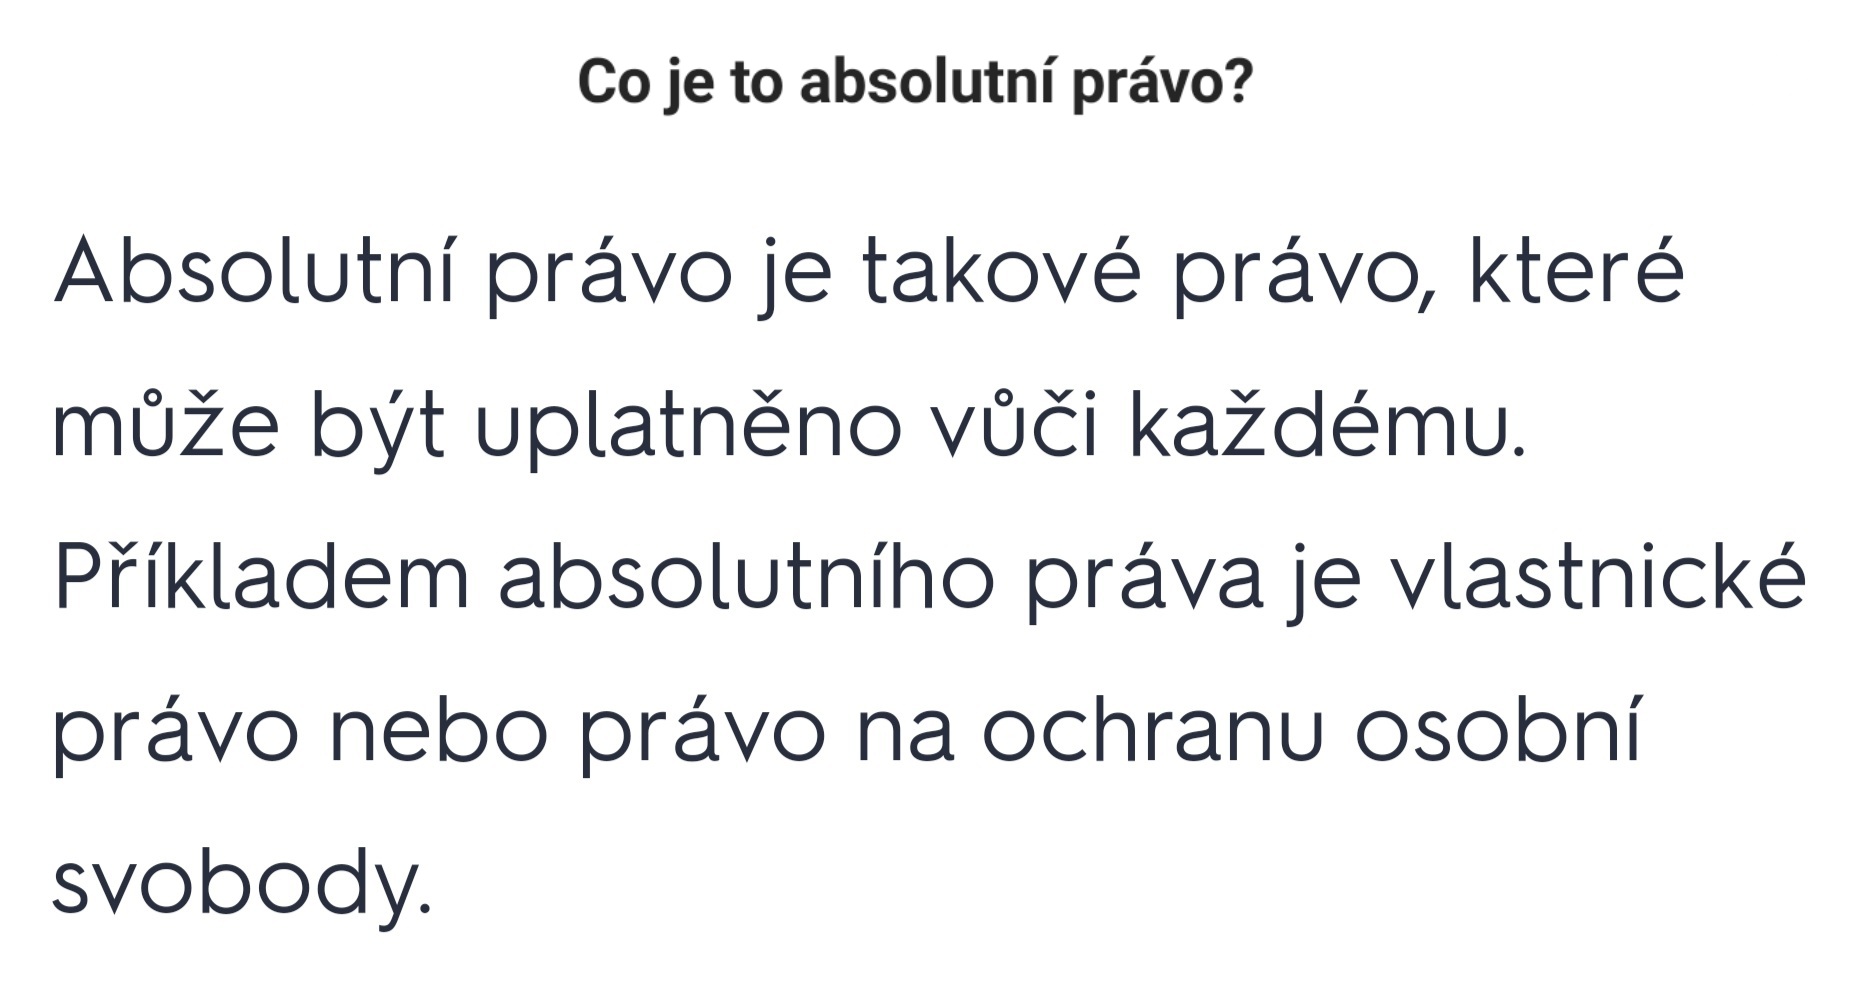 Co je to absolutní právo?
Absolutní právo je takové právo, které
může být uplatněno vůči každému.
Příkladem absolutního práva je vlastnické
právo nebo právo na ochranu osobní
svobody.